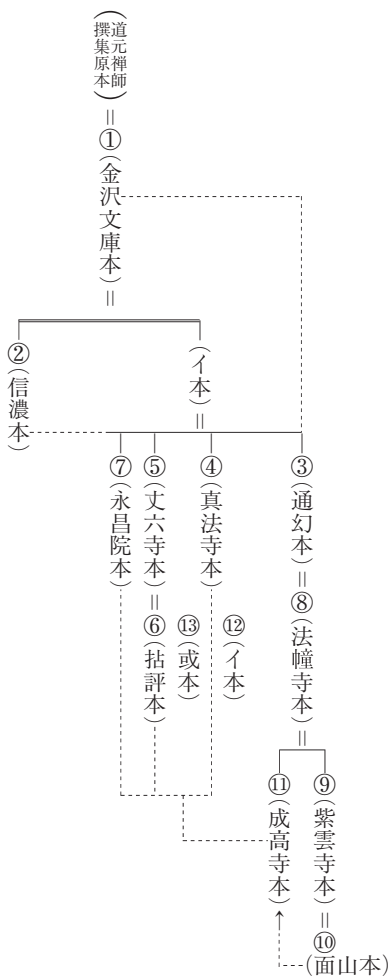 （道元禅師撰集原本）＝①（金沢文庫本）＝
（イ本）＝
②（信濃本）
③（通幻本）＝⑧（法幢寺本）＝
④（真法寺本）
⑤（丈六寺本）＝⑥（拈評本）
⑦（永昌院本）
⑫（イ本）
⑬（或本）
⑨（紫雲寺本）＝⑩（面山本）
⑪（成高寺本）